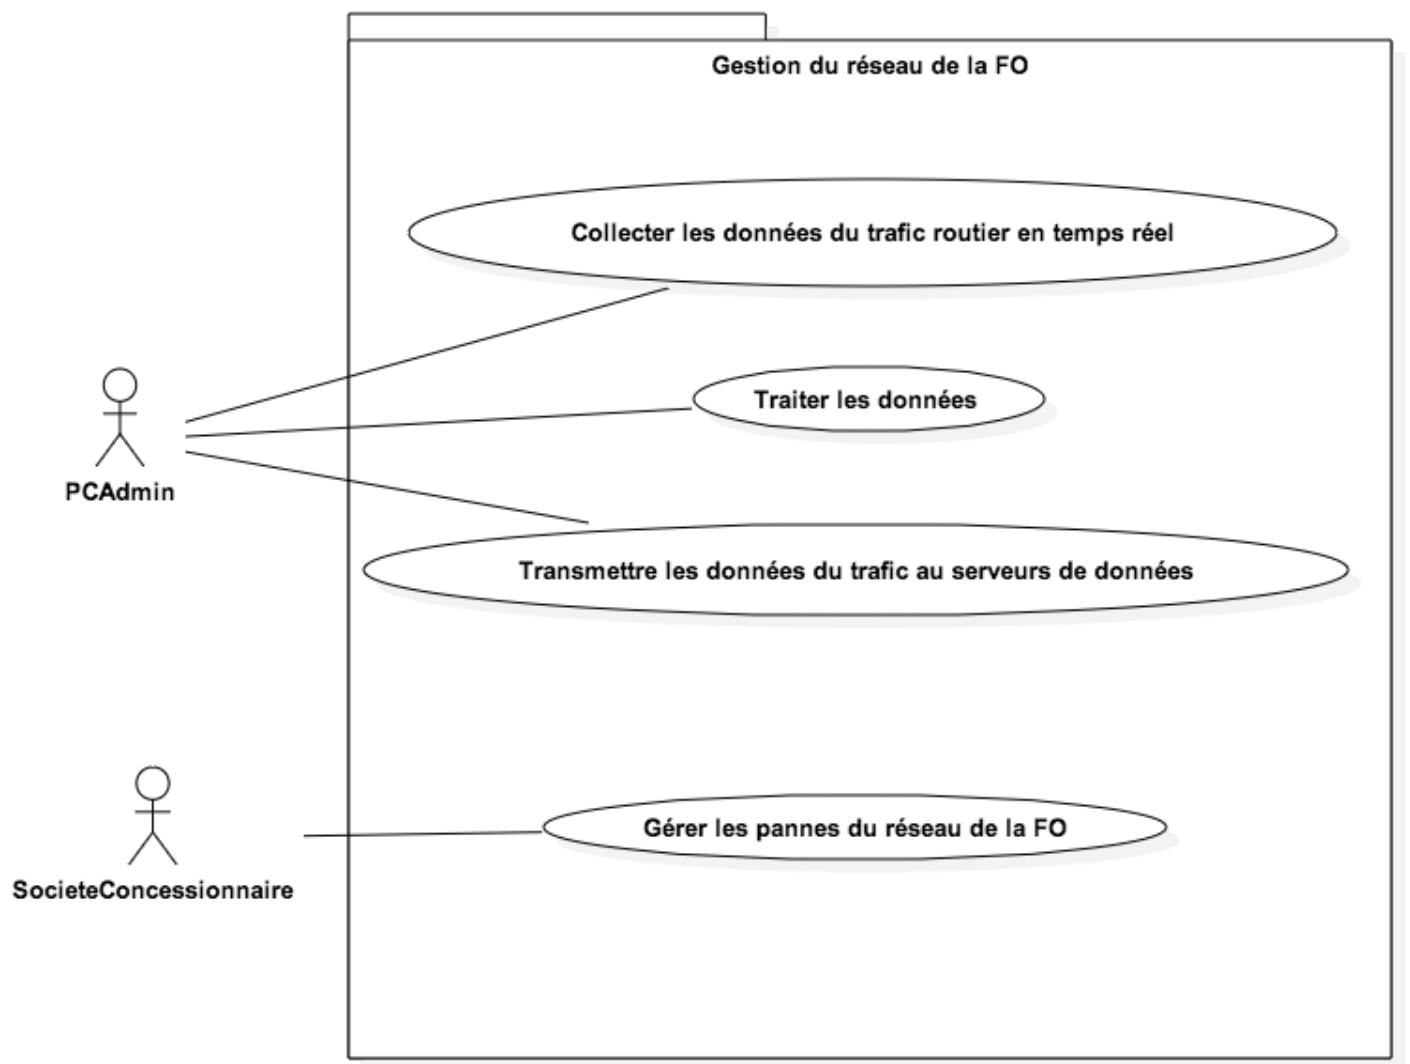 Gestion du réseau de la FO
Collecter les données du trafic routier en temps réel
Traiter les données
PCAdmin
Transmettre les données du trafic au serveurs de données
Gérer les pannes du réseau de la FO
SocieteConcessionnaire